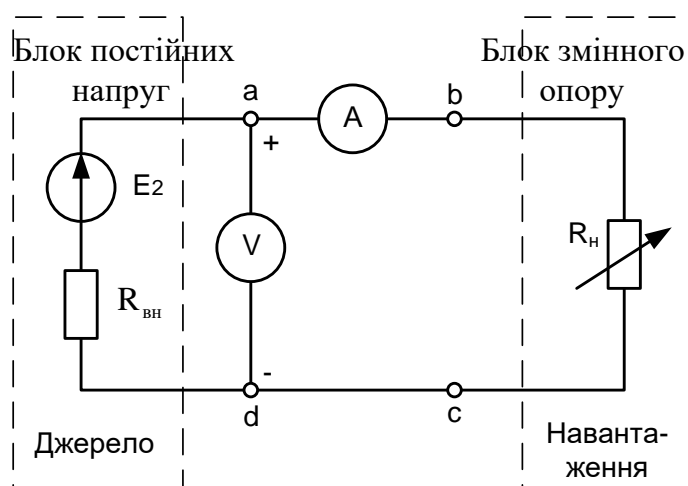 Блок постійних
напруг
Блок змінного
опору
a
b
A
+
E2
V
Rн
Rвн
-
d
c
Джерело
Наванта-
ження